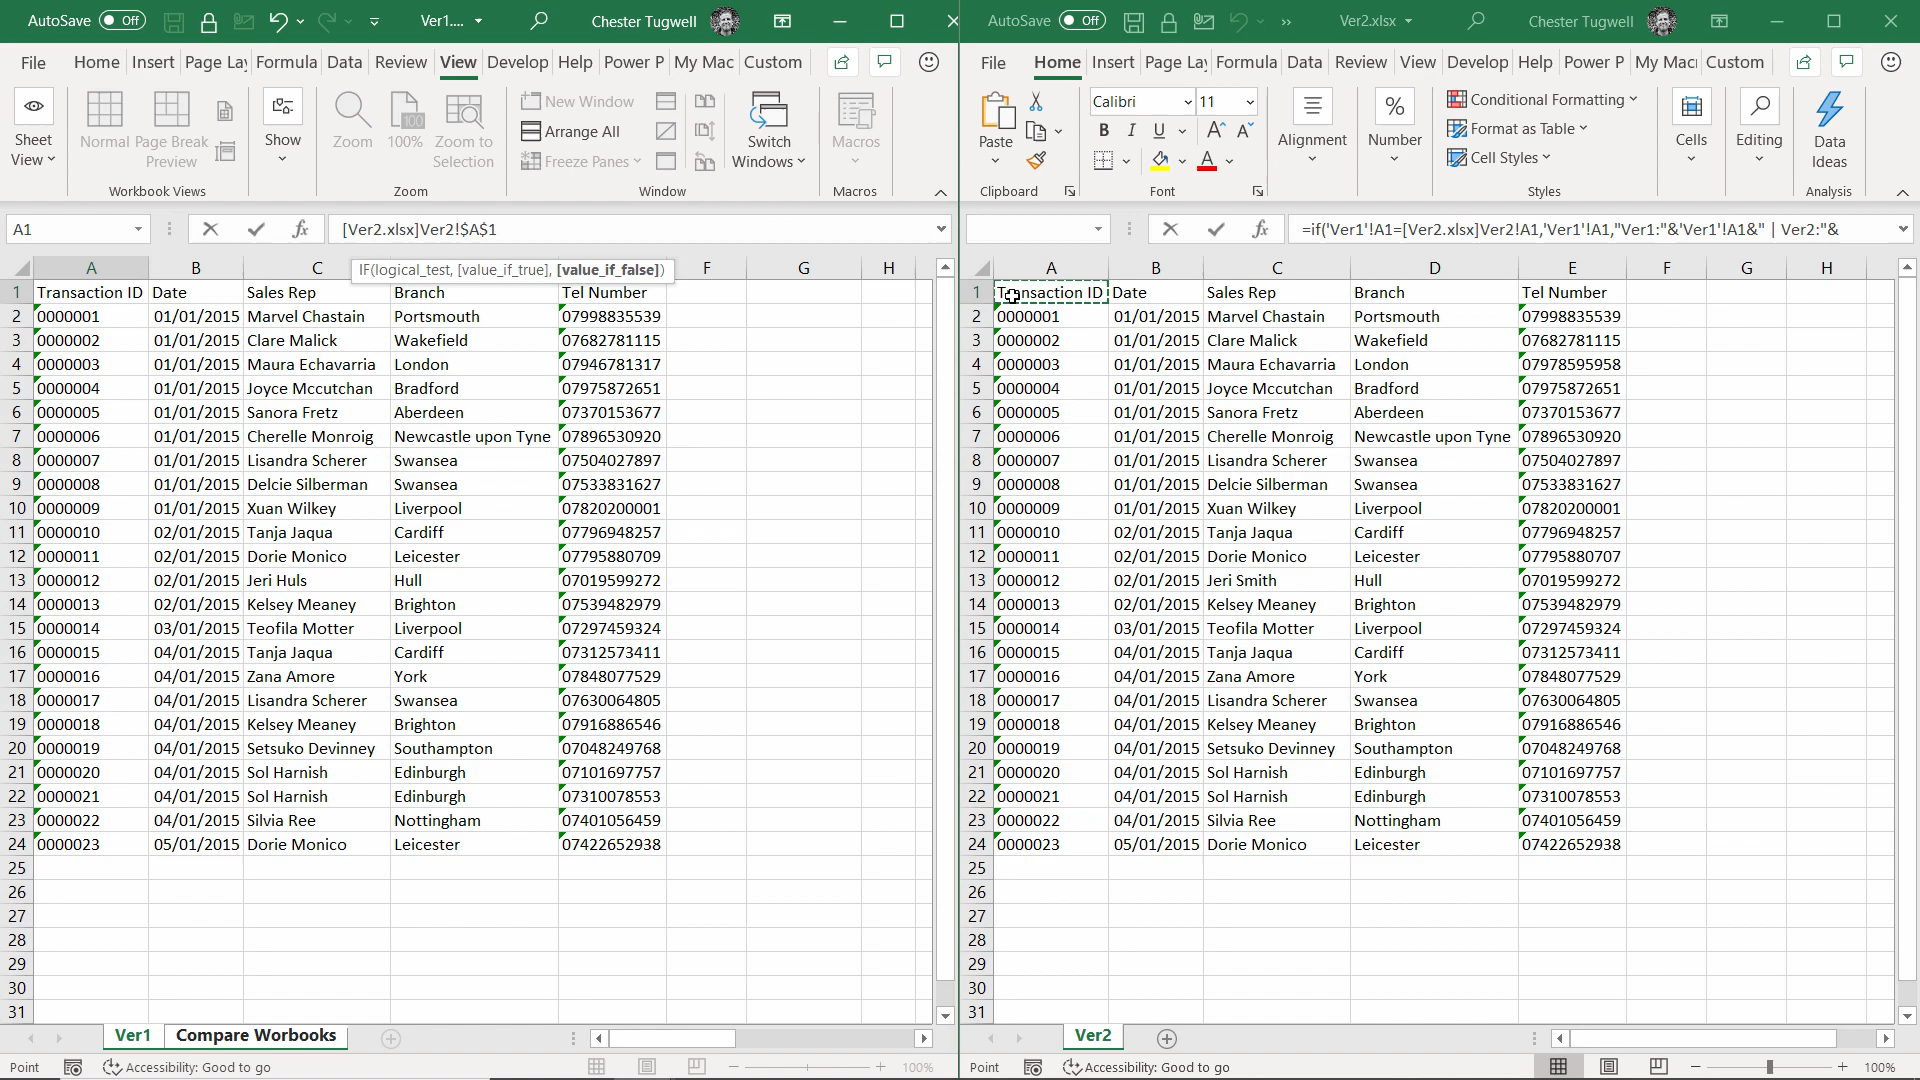 AutoSave Off Ver1.... Chester Tugwell
File Home Insert Page Lay Formula Data Review View Develop Help Power P My Mac Custom
Sheet View
Normal
Page Break Preview
Workbook Views
Show
Zoom
100%
Zoom to Selection
Zoom
New Window
Arrange All
Freeze Panes
Switch Windows
Window
Macros
Macros
A1 fx [Ver2.xlsx]Ver2!$A$1
IF(logical_test, [value_if_true], [value_if_false])
A B C F G H
1 Transaction ID Date Sales Rep Branch Tel Number
2 0000001 01/01/2015 Marvel Chastain Portsmouth 07998835539
3 0000002 01/01/2015 Clare Malick Wakefield 07682781115
4 0000003 01/01/2015 Maura Echavarria London 07946781317
5 0000004 01/01/2015 Joyce Mccutchan Bradford 07975872651
6 0000005 01/01/2015 Sanora Fretz Aberdeen 07370153677
7 0000006 01/01/2015 Cherelle Monroig Newcastle upon Tyne 07896530920
8 0000007 01/01/2015 Lisandra Scherer Swansea 07504027897
9 0000008 01/01/2015 Delcie Silberman Swansea 07533831627
10 0000009 01/01/2015 Xuan Wilkey Liverpool 07820200001
11 0000010 02/01/2015 Tanja Jaqua Cardiff 07796948257
12 0000011 02/01/2015 Dorie Monico Leicester 07795880709
13 0000012 02/01/2015 Jeri Huls Hull 07019599272
14 0000013 02/01/2015 Kelsey Meaney Brighton 07539482979
15 0000014 03/01/2015 Teofila Motter Liverpool 07297459324
16 0000015 04/01/2015 Tanja Jaqua Cardiff 07312573411
17 0000016 04/01/2015 Zana Amore York 07848077529
18 0000017 04/01/2015 Lisandra Scherer Swansea 07630064805
19 0000018 04/01/2015 Kelsey Meaney Brighton 07916886546
20 0000019 04/01/2015 Setsuko Devinney Southampton 07048249768
21 0000020 04/01/2015 Sol Harnish Edinburgh 07101697757
22 0000021 04/01/2015 Sol Harnish Edinburgh 07310078553
23 0000022 04/01/2015 Silvia Ree Nottingham 07401056459
24 0000023 05/01/2015 Dorie Monico Leicester 07422652938
25
26
27
28
29
30
31
Ver1 Compare Worbooks
Point Accessibility: Good to go 100%
AutoSave Off Ver2.xlsx Chester Tugwell
File Home Insert Page Lay Formula Data Review View Develop Help Power P My Mac Custom
Paste
Clipboard
Calibri 11
B I U A A
A
Font
Alignment
%
Number
Conditional Formatting
Format as Table
Cell Styles
Styles
Cells
Editing
Data Ideas
Analysis
fx =if('Ver1'!A1=[Ver2.xlsx]Ver2!A1,'Ver1'!A1,"Ver1:"&'Ver1'!A1&" | Ver2:"&
A B C D E F G H
1 Transaction ID Date Sales Rep Branch Tel Number
2 0000001 01/01/2015 Marvel Chastain Portsmouth 07998835539
3 0000002 01/01/2015 Clare Malick Wakefield 07682781115
4 0000003 01/01/2015 Maura Echavarria London 07978595958
5 0000004 01/01/2015 Joyce Mccutchan Bradford 07975872651
6 0000005 01/01/2015 Sanora Fretz Aberdeen 07370153677
7 0000006 01/01/2015 Cherelle Monroig Newcastle upon Tyne 07896530920
8 0000007 01/01/2015 Lisandra Scherer Swansea 07504027897
9 0000008 01/01/2015 Delcie Silberman Swansea 07533831627
10 0000009 01/01/2015 Xuan Wilkey Liverpool 07820200001
11 0000010 02/01/2015 Tanja Jaqua Cardiff 07796948257
12 0000011 02/01/2015 Dorie Monico Leicester 07795880707
13 0000012 02/01/2015 Jeri Smith Hull 07019599272
14 0000013 02/01/2015 Kelsey Meaney Brighton 07539482979
15 0000014 03/01/2015 Teofila Motter Liverpool 07297459324
16 0000015 04/01/2015 Tanja Jaqua Cardiff 07312573411
17 0000016 04/01/2015 Zana Amore York 07848077529
18 0000017 04/01/2015 Lisandra Scherer Swansea 07630064805
19 0000018 04/01/2015 Kelsey Meaney Brighton 07916886546
20 0000019 04/01/2015 Setsuko Devinney Southampton 07048249768
21 0000020 04/01/2015 Sol Harnish Edinburgh 07101697757
22 0000021 04/01/2015 Sol Harnish Edinburgh 07310078553
23 0000022 04/01/2015 Silvia Ree Nottingham 07401056459
24 0000023 05/01/2015 Dorie Monico Leicester 07422652938
25
26
27
28
29
30
31
Ver2
Point Accessibility: Good to go 100%